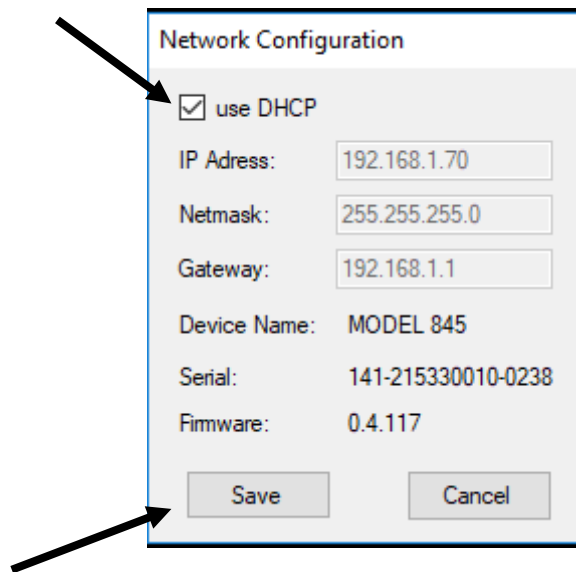 Network Configuration
use DHCP
IP Adress: 192.168.1.70
Netmask: 255.255.255.0
Gateway: 192.168.1.1
Device Name: MODEL 845
Serial: 141-215330010-0238
Firmware: 0.4.117
Save Cancel